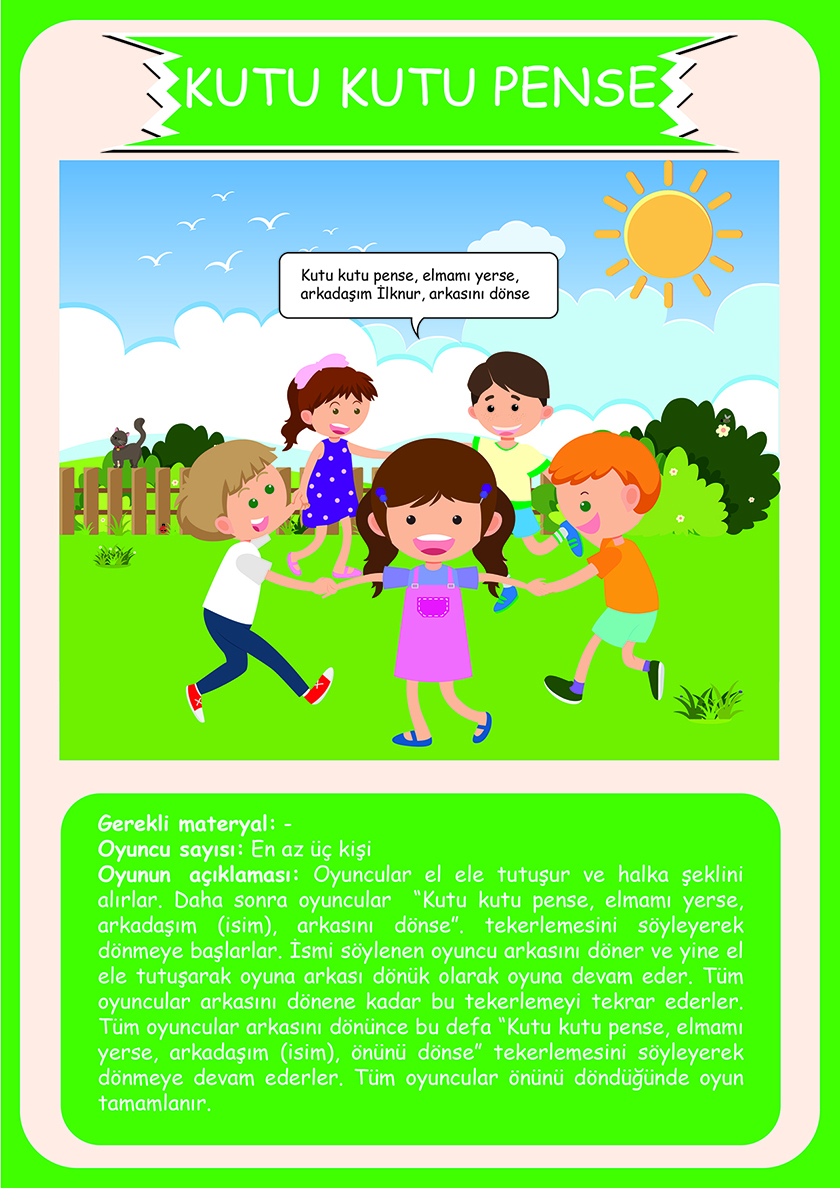 KUTU KUTU PENSE
Kutu kutu pense, elmamı yerse,
arkadaşım İlknur, arkasını dönse
Gerekli materyal: -
Oyuncu sayısı: En az üç kişi
Oyunun açıklaması: Oyuncular el ele tutuşur ve halka şeklini
alırlar. Daha sonra oyuncular “Kutu kutu pense, elmamı yerse,
arkadaşım (isim), arkasını dönse”. tekerlemesini söyleyerek
dönmeye başlarlar. İsmi söylenen oyuncu arkasını döner ve yine el
ele tutuşarak oyuna arkası dönük olarak oyuna devam eder. Tüm
oyuncular arkasını dönene kadar bu tekerlemeyi tekrar ederler.
Tüm oyuncular arkasını dönünce bu defa “Kutu kutu pense, elmamı
yerse, arkadaşım (isim), önünü dönse” tekerlemesini söyleyerek
dönmeye devam ederler. Tüm oyuncular önünü döndüğünde oyun
tamamlanır.